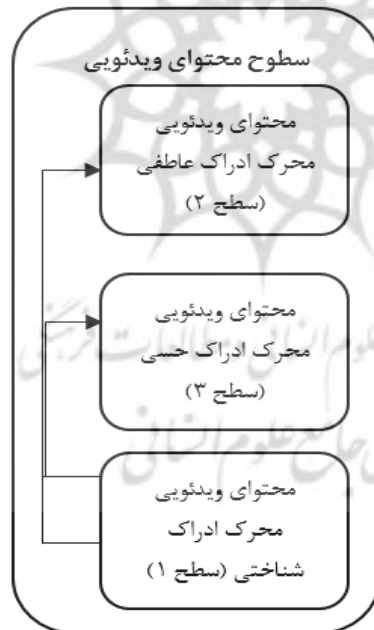 سطوح محتوای ویدئویی
محتوای ویدئویی
محرک ادراک عاطفی
(سطح ۲)
محتوای ویدئویی
محرک ادراک حسی
(سطح ۳)
محتوای ویدئویی
محرک ادراک
شناختی (سطح ۱)